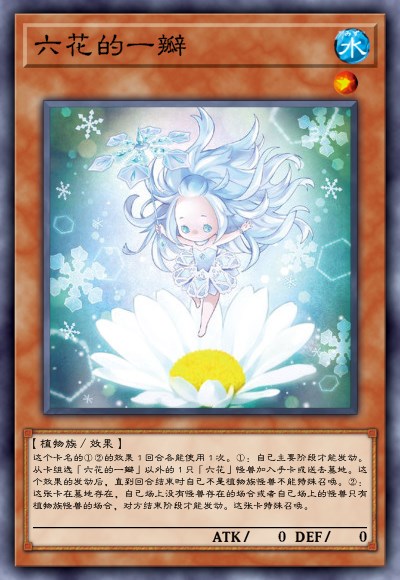 六花的一瓣
水
【植物族／效果】
这个卡名的①②的效果1回合各能使用1次。①：自己主要阶段才能发动。
从卡组选「六花的一瓣」以外的1只「六花」怪兽加入手卡或送去墓地。这
个效果的发动后，直到回合结束时自己不是植物族怪兽不能特殊召唤。②：
这张卡在墓地存在，自己场上没有怪兽存在的场合或者自己场上的怪兽只有
植物族怪兽的场合，对方结束阶段才能发动。这张卡特殊召唤。
ATK/ 0 DEF/ 0